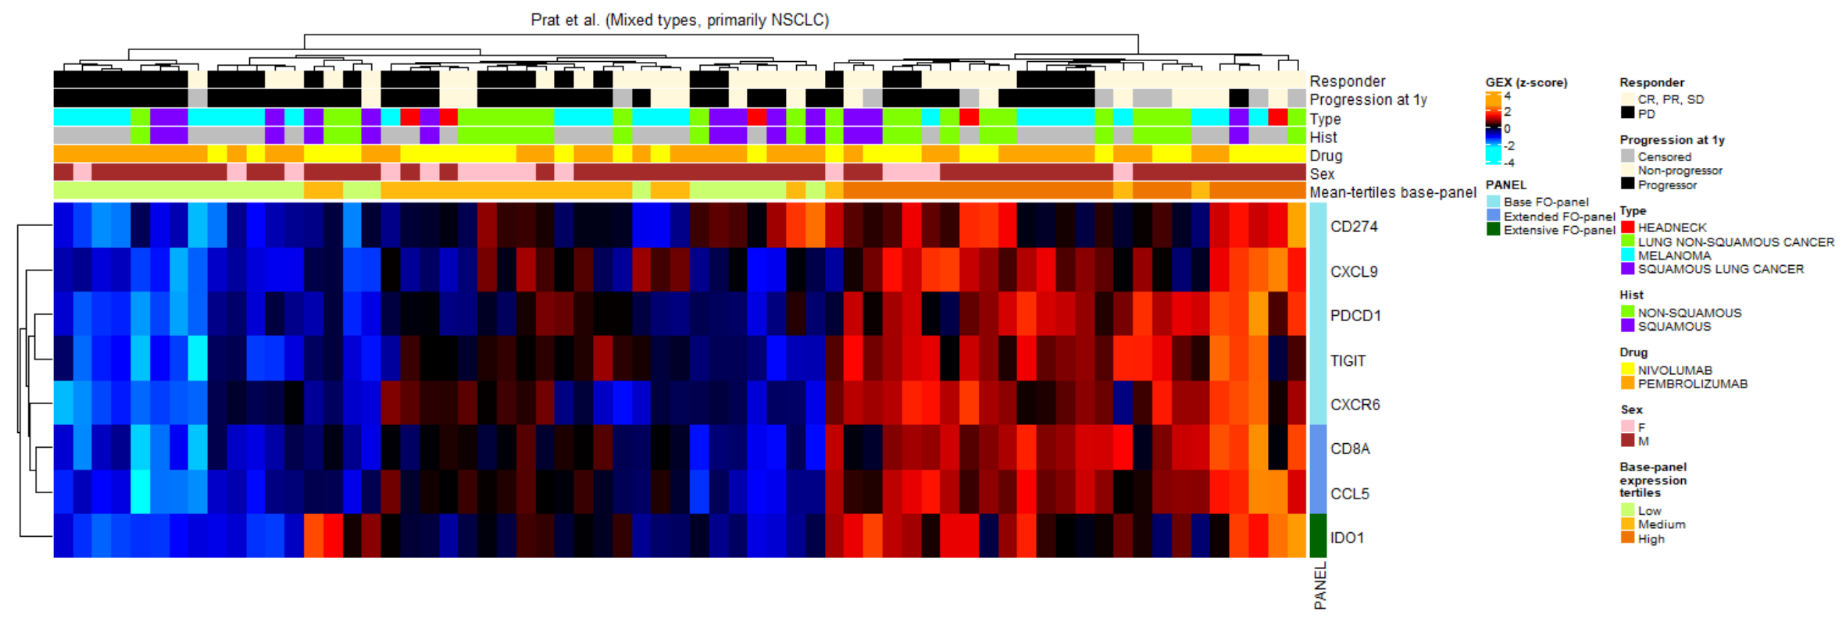 Prat et al. (Mixed types, primarily NSCLC)
Responder
Progression at 1y
Type
Hist
Drug
Sex
Mean-tertiles base-panel
CD274
CXCL9
PDCD1
TIGIT
CXCR6
CD8A
CCL5
IDO1
PANEL
GEX (z-score)
4
2
0
-2
-4
PANEL
Base FO-panel
Extended FO-panel
Extensive FO-panel
Responder
CR, PR, SD
PD
Progression at 1y
Censored
Non-progressor
Progressor
Type
HEADNECK
LUNG NON-SQUAMOUS CANCER
MELANOMA
SQUAMOUS LUNG CANCER
Hist
NON-SQUAMOUS
SQUAMOUS
Drug
NIVOLUMAB
PEMBROLIZUMAB
Sex
F
M
Base-panel
expression
tertiles
Low
Medium
High